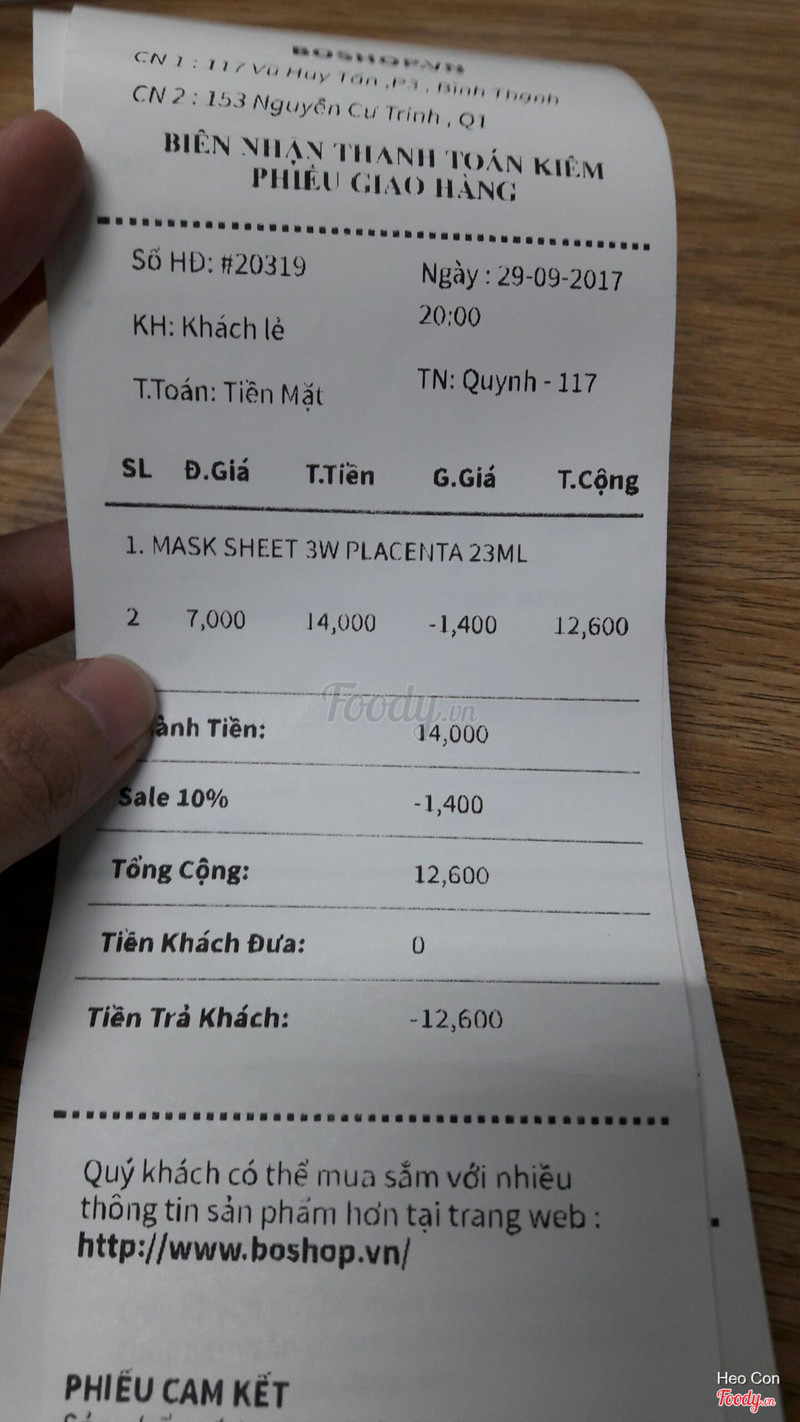 BOSHOP.VN
CN 1 : 117 Vũ Huy Tấn ,P3 , Bình Thạnh
CN 2 : 153 Nguyễn Cư Trinh , Q1
BIÊN NHẬN THANH TOÁN KIÊM
PHIẾU GIAO HÀNG
Số HĐ: #20319
Ngày : 29-09-2017
20:00
KH: Khách lẻ
T.Toán: Tiền Mặt
TN: Quynh - 117
SL Đ.Giá T.Tiền G.Giá T.Cộng
1. MASK SHEET 3W PLACENTA 23ML
2 7,000 14,000 -1,400 12,600
Foody.vn
ành Tiền: 14,000
Sale 10% -1,400
Tổng Cộng: 12,600
Tiền Khách Đưa: 0
Tiền Trả Khách: -12,600
Quý khách có thể mua sắm với nhiều
thông tin sản phẩm hơn tại trang web :
http://www.boshop.vn/
PHIẾU CAM KẾT
Heo Con
Foody.vn